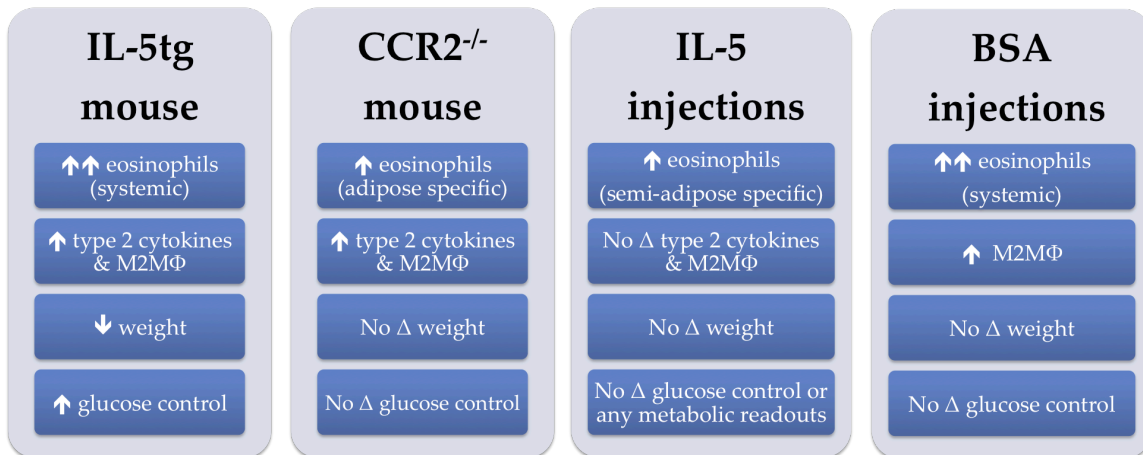 IL-5tg
mouse
↑↑ eosinophils
(systemic)
↑ type 2 cytokines
& M2MΦ
↓ weight
↑ glucose control
CCR2-/-
mouse
↑ eosinophils
(adipose specific)
↑ type 2 cytokines
& M2MΦ
No Δ weight
No Δ glucose control
IL-5
injections
↑ eosinophils
(semi-adipose specific)
No Δ type 2 cytokines
& M2MΦ
No Δ weight
No Δ glucose control or
any metabolic readouts
BSA
injections
↑↑ eosinophils
(systemic)
↑ M2MΦ
No Δ weight
No Δ glucose control